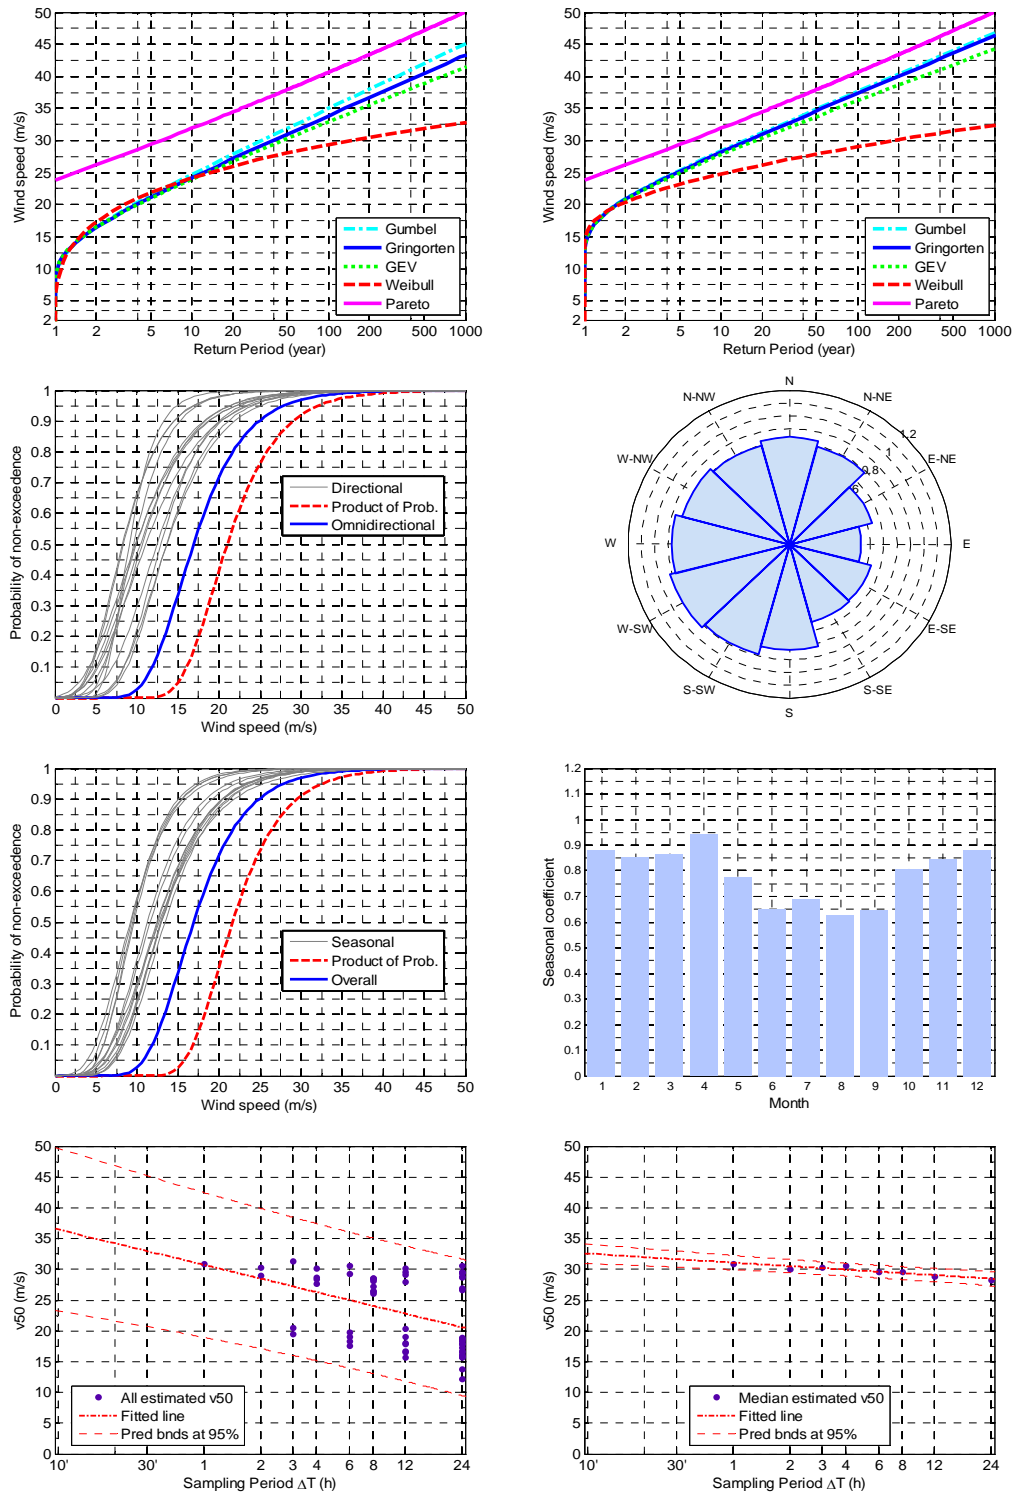 50
45
40
35
30
25
20
15
10
5
2
Wind speed (m/s)
Gumbel
Gringorten
GEV
Weibull
Pareto
1 2 5 10 20 50 100 200 500 1000
Return Period (year)
50
45
40
35
30
25
20
15
10
5
2
Wind speed (m/s)
Gumbel
Gringorten
GEV
Weibull
Pareto
1 2 5 10 20 50 100 200 500 1000
Return Period (year)
1
0.9
0.8
0.7
0.6
0.5
0.4
0.3
0.2
0.1
Probability of non-exceedence
Directional
Product of Prob.
Omnidirectional
0 5 10 15 20 25 30 35 40 45 50
Wind speed (m/s)
N
N-NW
N-NE
1.2
1
W-NW
E-NE
0.8
W
E
W-SW
E-SE
S-SW
S-SE
S
1
0.9
0.8
0.7
0.6
0.5
0.4
0.3
0.2
0.1
Probability of non-exceedence
Seasonal
Product of Prob.
Overall
0 5 10 15 20 25 30 35 40 45 50
Wind speed (m/s)
1.2
1.1
1
0.9
0.8
0.7
0.6
0.5
0.4
0.3
0.2
0.1
0
Seasonal coefficient
1 2 3 4 5 6 7 8 9 10 11 12
Month
50
45
40
35
30
25
20
15
10
5
0
v50 (m/s)
All estimated v50
Fitted line
Pred bnds at 95%
10' 30' 1 2 3 4 6 8 12 24
Sampling Period ΔT (h)
50
45
40
35
30
25
20
15
10
5
0
v50 (m/s)
Median estimated v50
Fitted line
Pred bnds at 95%
10' 30' 1 2 3 4 6 8 12 24
Sampling Period ΔT (h)